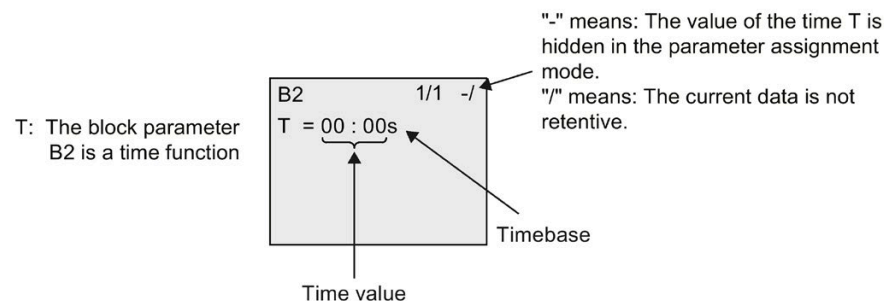 "-" means: The value of the time T is
hidden in the parameter assignment
mode.
"/" means: The current data is not
retentive.
B2 1/1 -/
T = 00 : 00s
T: The block parameter
B2 is a time function
Timebase
Time value